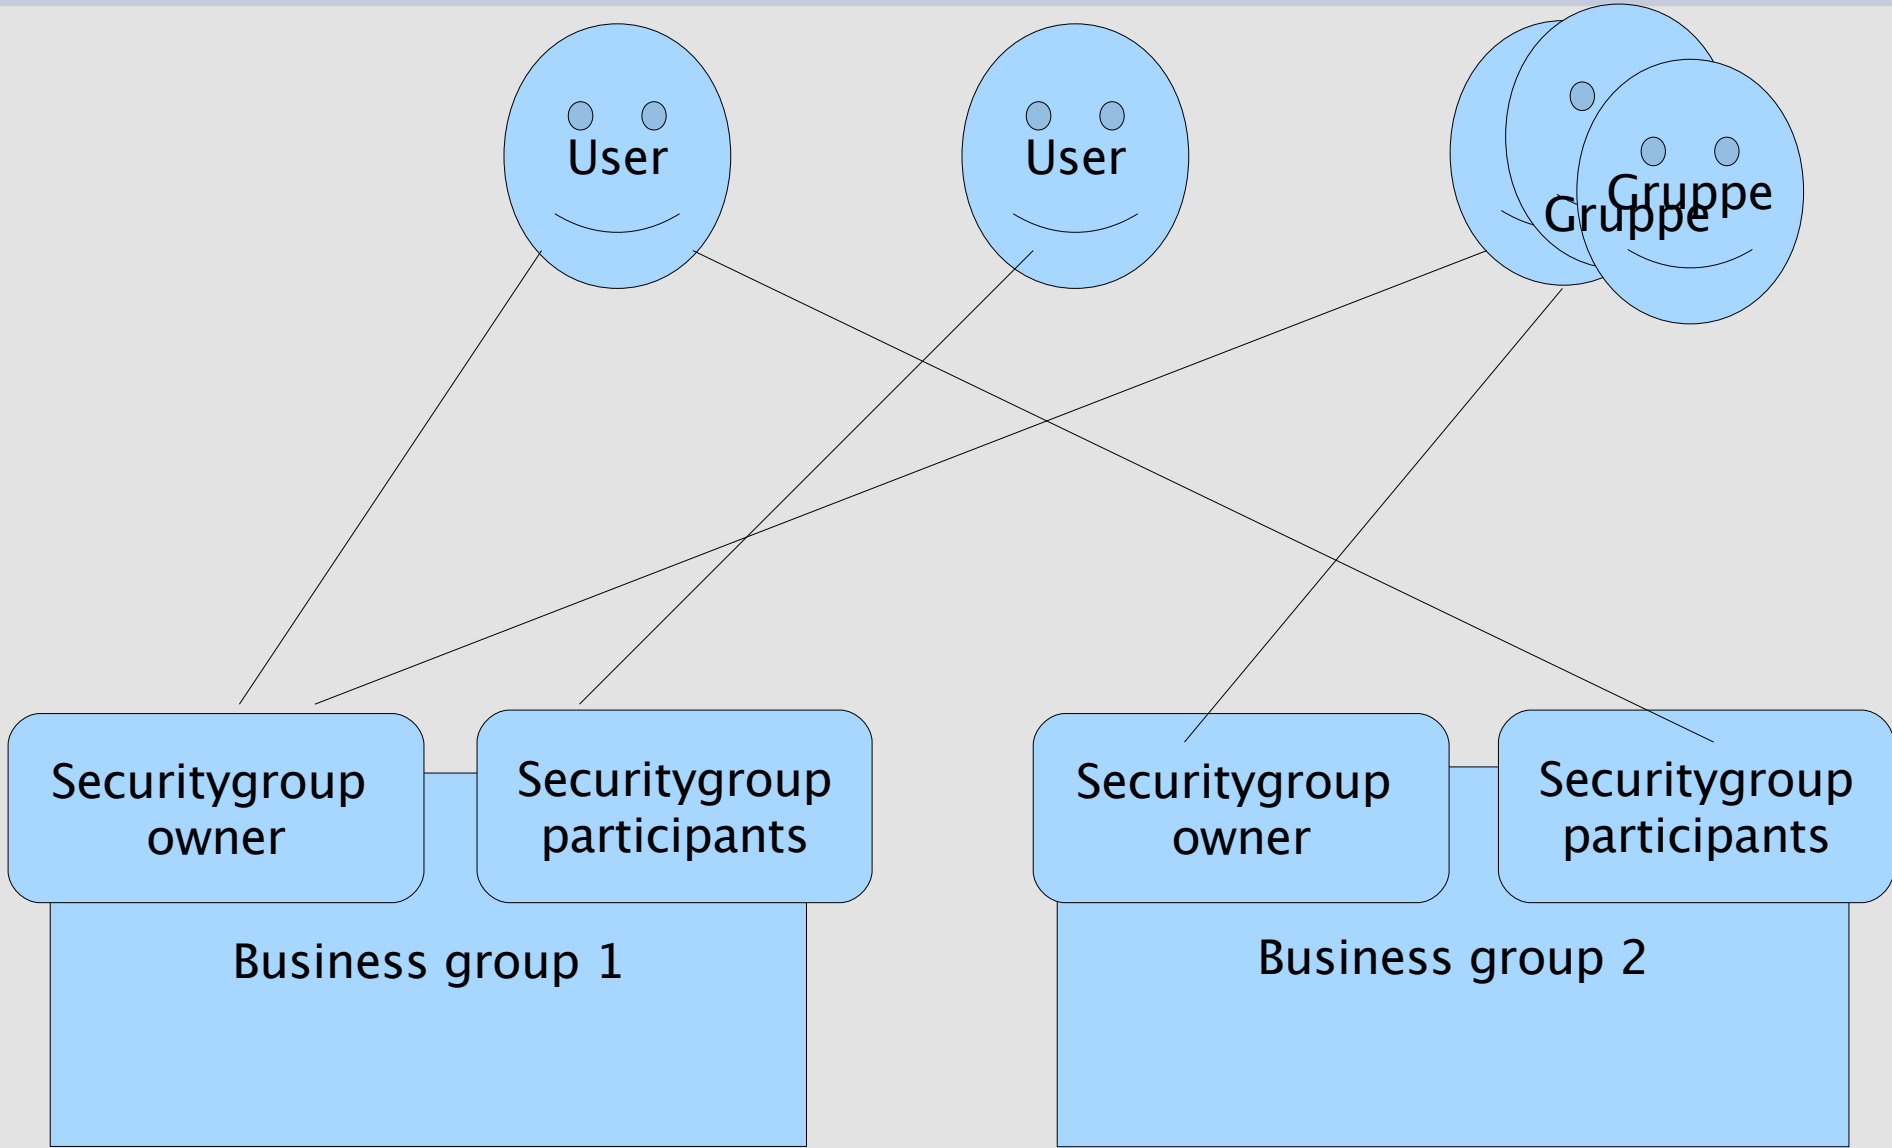 User
User
Gruppe
Gruppe
Securitygroup
owner
Securitygroup
participants
Securitygroup
owner
Securitygroup
participants
Business group 1
Business group 2